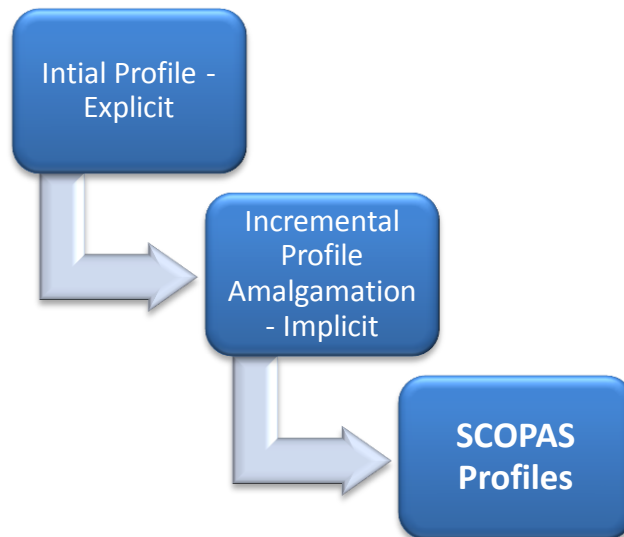 Intial Profile -
Explicit
Incremental
Profile
Amalgamation
- Implicit
SCOPAS
Profiles